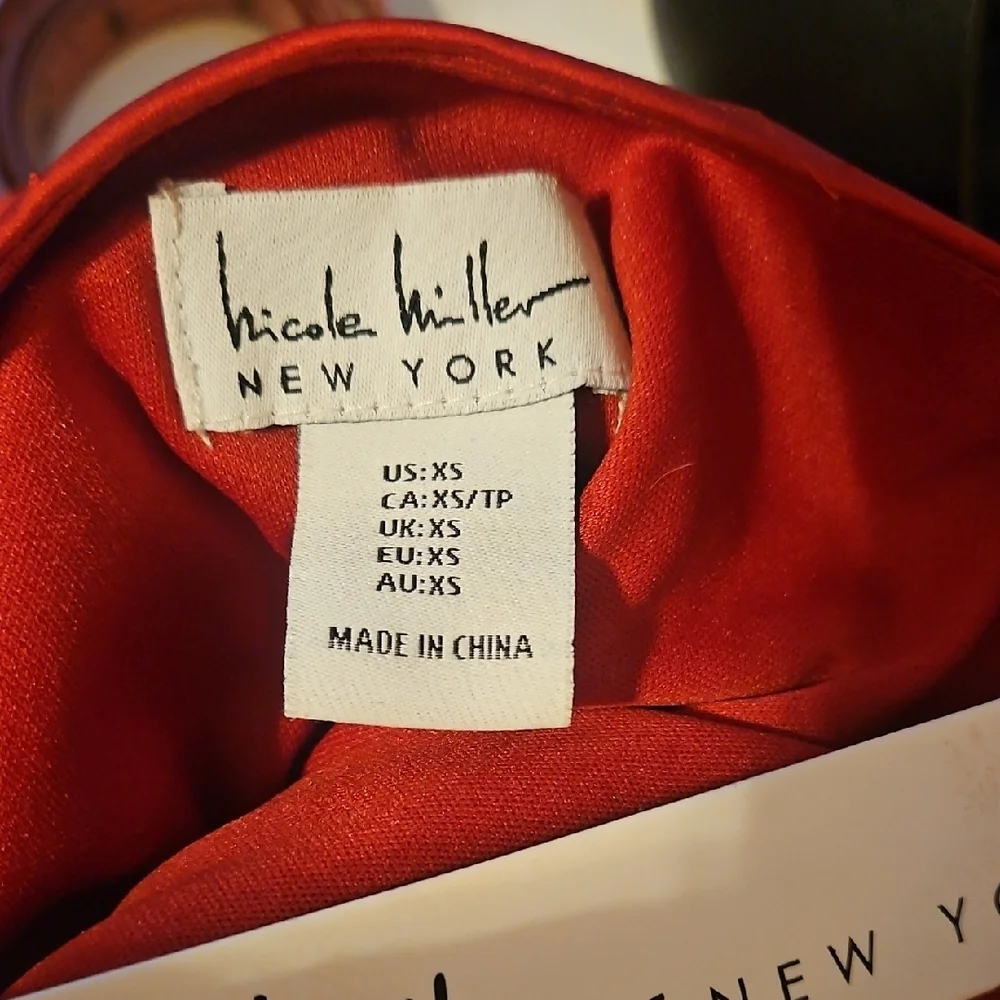 Nicole Miller
NEW YORK
US:XS
CA:XS/TP
UK:XS
EU:XS
AU:XS
MADE IN CHINA
NEW YO